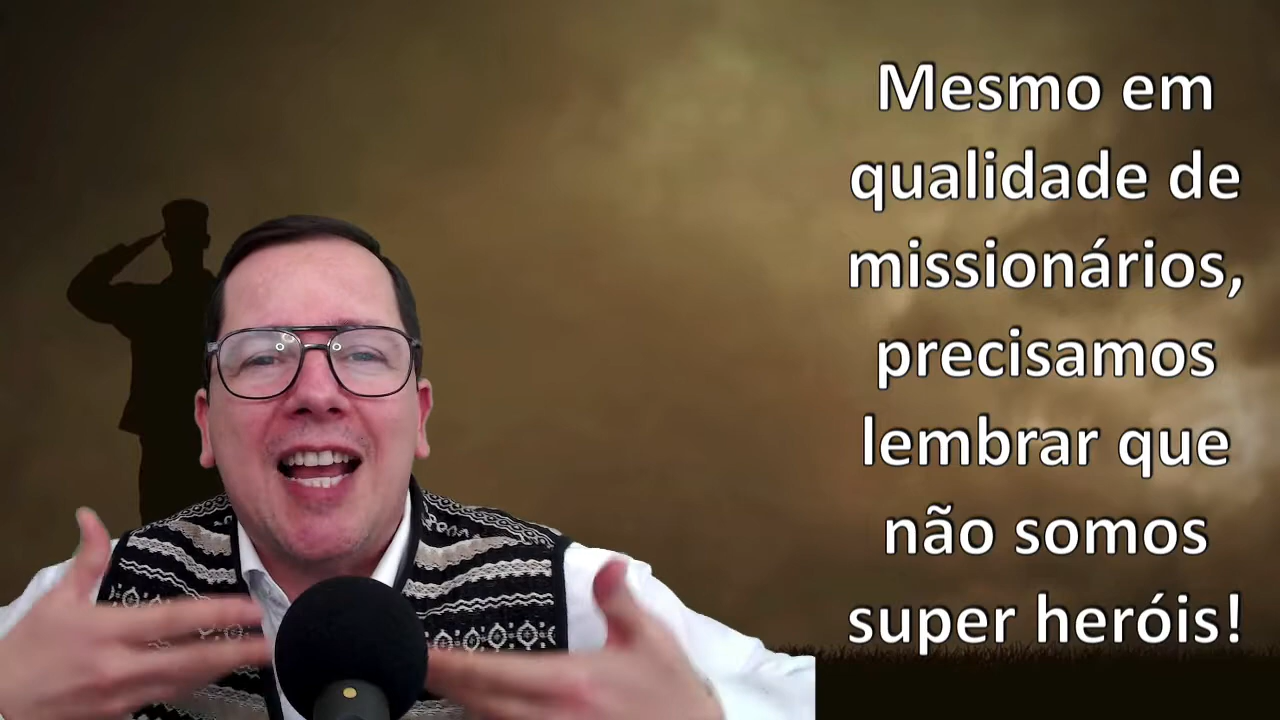 Mesmo em
qualidade de
missionários,
precisamos
lembrar que
não somos
super heróis!